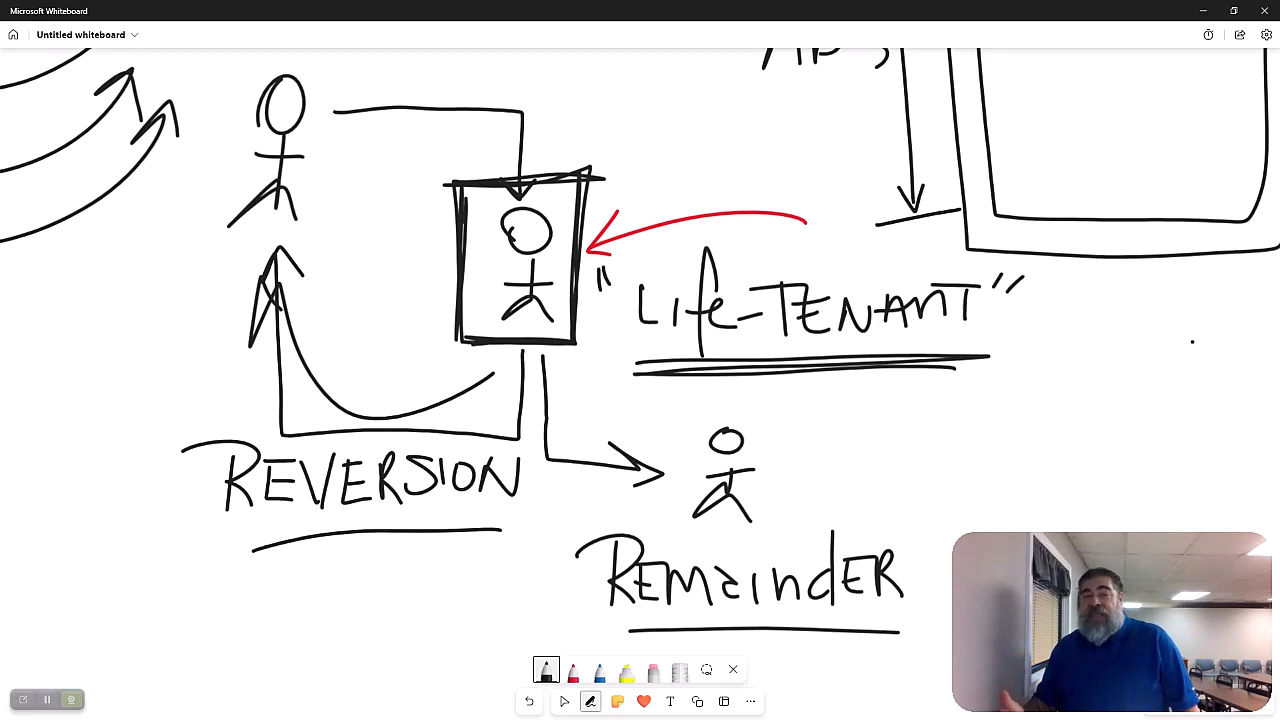 Microsoft Whiteboard
Untitled whiteboard
"Life-TENANT"
REVERSION
REMaindER